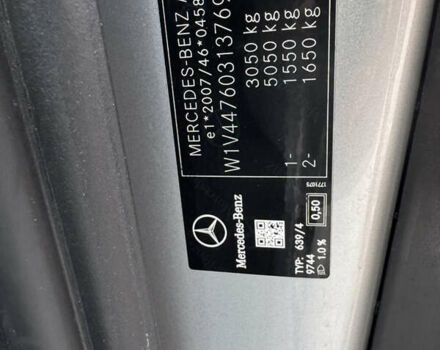 MERCEDES-BENZ
e1*2007/46*0458
W1V44760313769
3050 kg
5050 kg
1- 1550 kg
2- 1650 kg
Mercedes-Benz
TYP: 639/4
9744 0,50
1.0 %